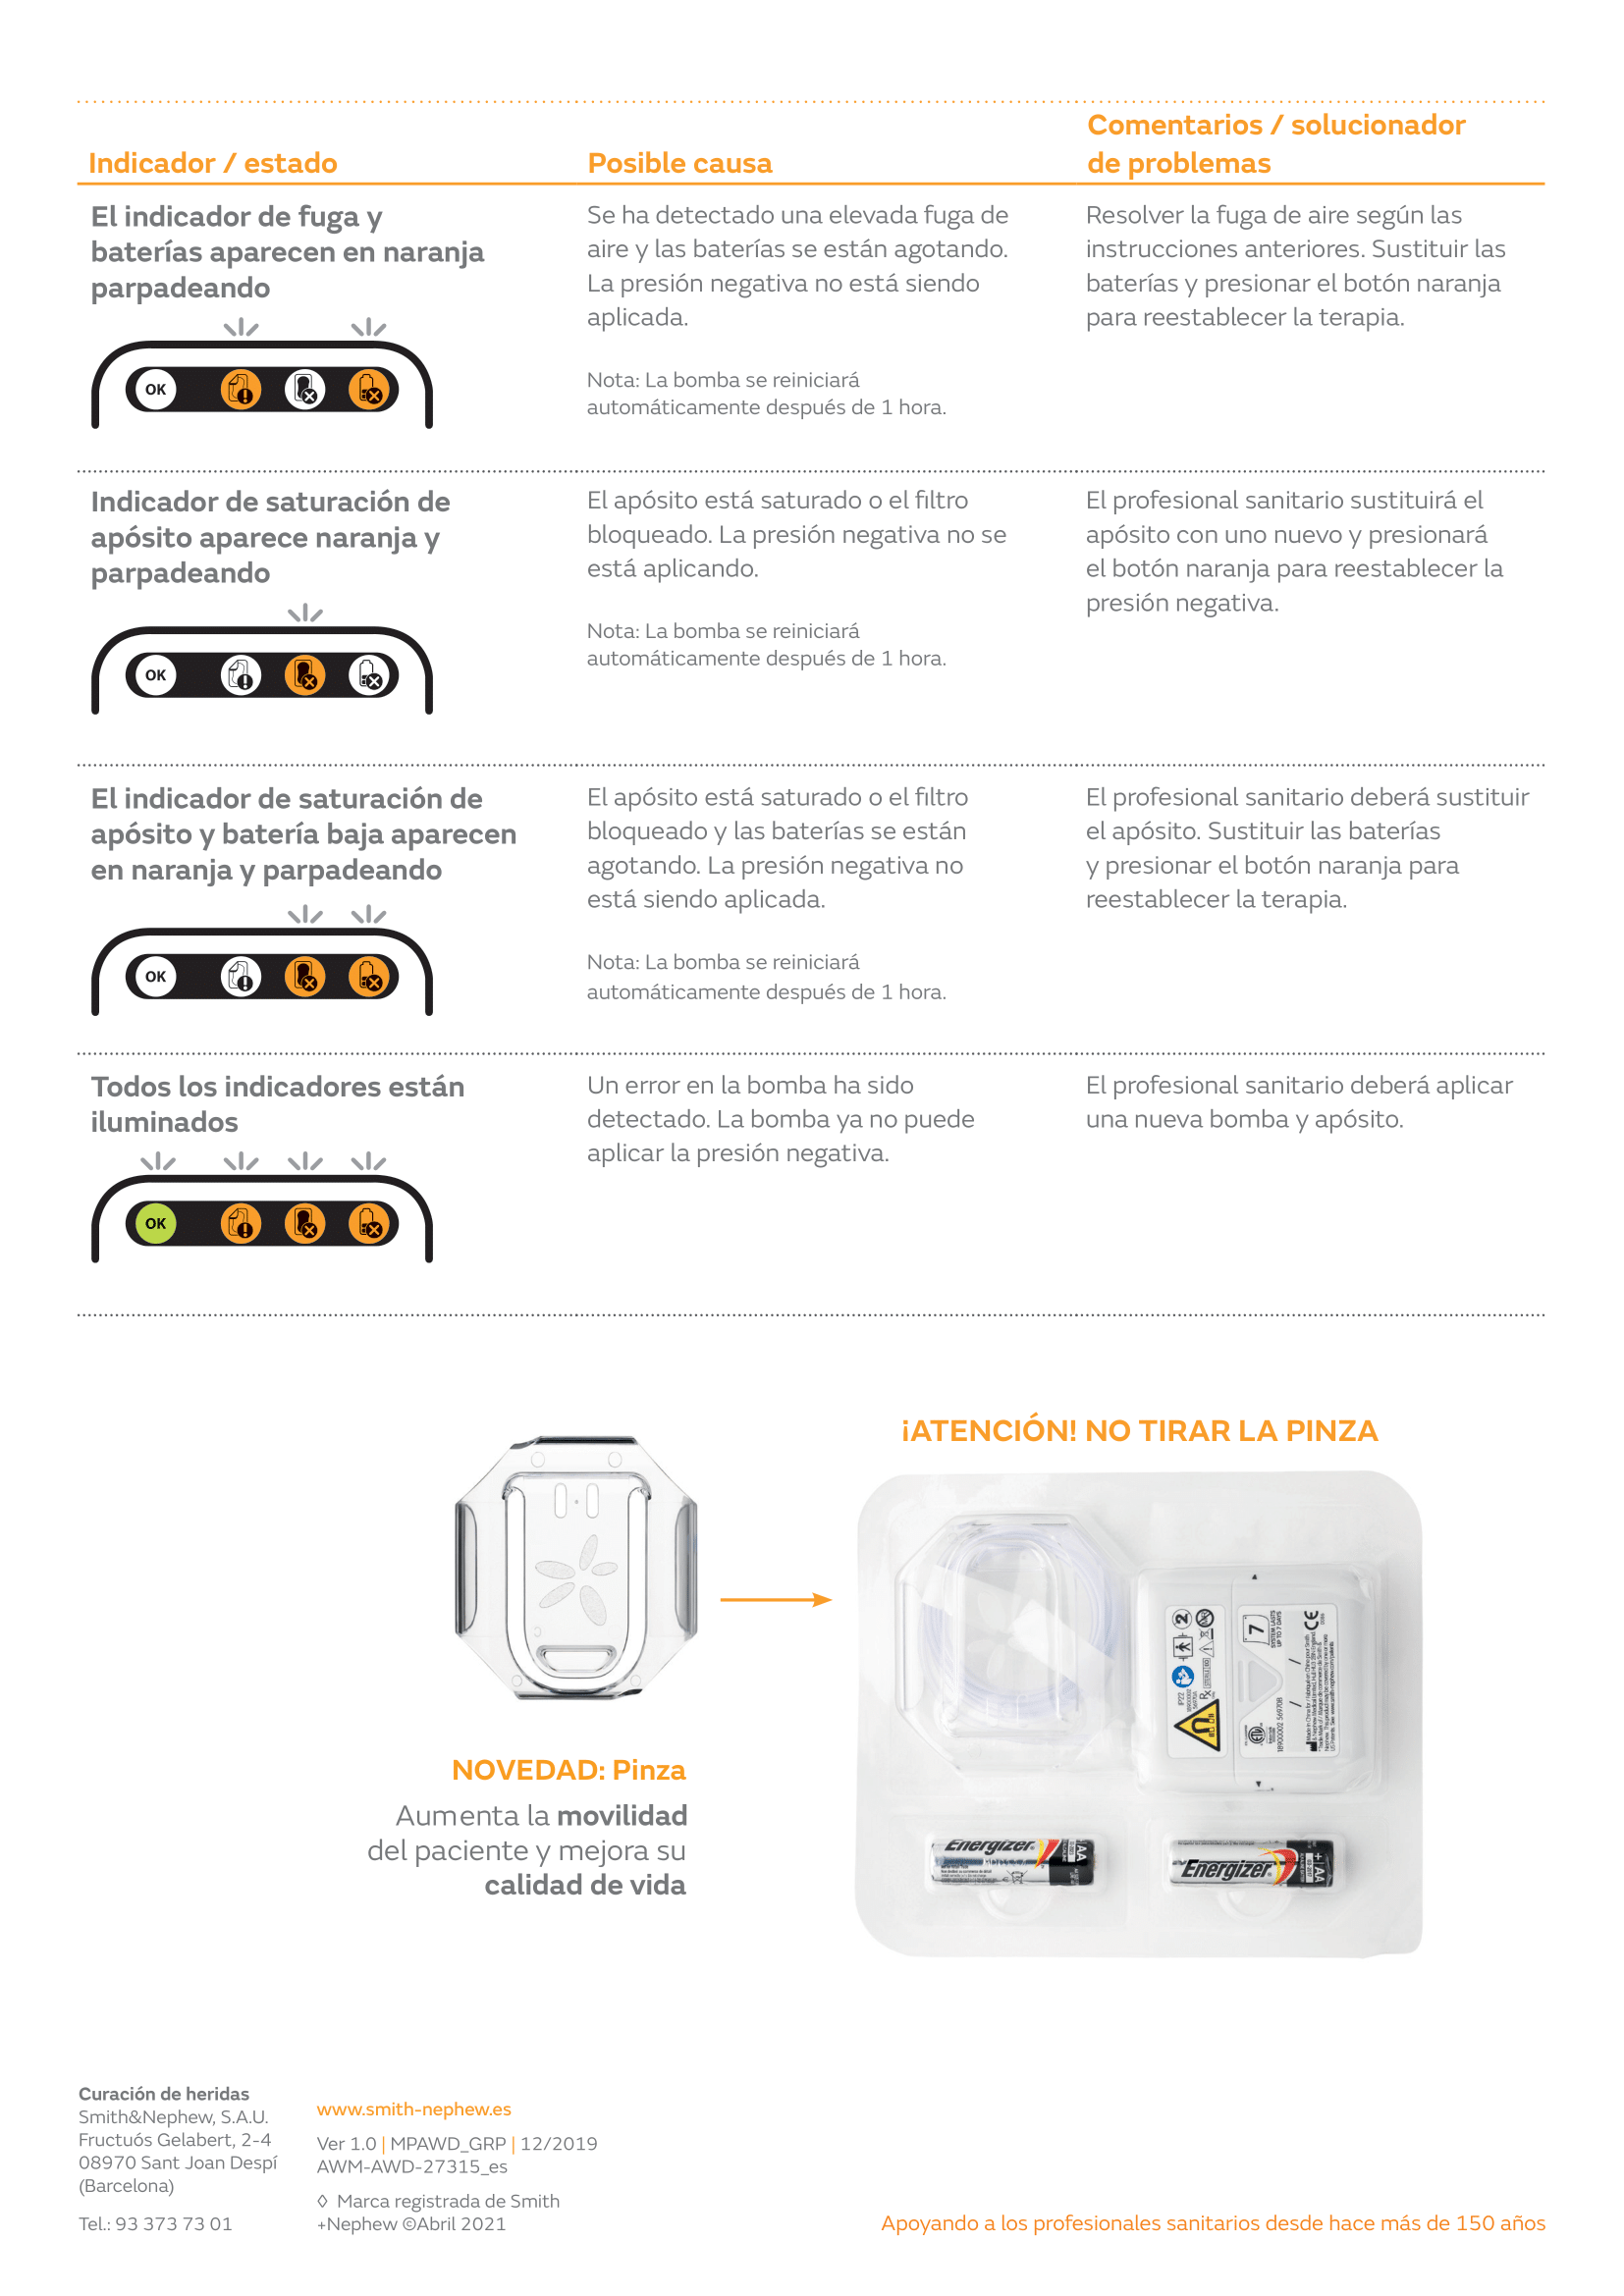 Indicador / estado
Posible causa
Comentarios / solucionador
de problemas
El indicador de fuga y
baterías aparecen en naranja
parpadeando
OK
Se ha detectado una elevada fuga de
aire y las baterías se están agotando.
La presión negativa no está siendo
aplicada.
Nota: La bomba se reiniciará
automáticamente después de 1 hora.
Resolver la fuga de aire según las
instrucciones anteriores. Sustituir las
baterías y presionar el botón naranja
para reestablecer la terapia.
Indicador de saturación de
apósito aparece naranja y
parpadeando
OK
El apósito está saturado o el filtro
bloqueado. La presión negativa no se
está aplicando.
Nota: La bomba se reiniciará
automáticamente después de 1 hora.
El profesional sanitario sustituirá el
apósito con uno nuevo y presionará
el botón naranja para reestablecer la
presión negativa.
El indicador de saturación de
apósito y batería baja aparecen
en naranja y parpadeando
OK
El apósito está saturado o el filtro
bloqueado y las baterías se están
agotando. La presión negativa no
está siendo aplicada.
Nota: La bomba se reiniciará
automáticamente después de 1 hora.
El profesional sanitario deberá sustituir
el apósito. Sustituir las baterías
y presionar el botón naranja para
reestablecer la terapia.
Todos los indicadores están
iluminados
OK
Un error en la bomba ha sido
detectado. La bomba ya no puede
aplicar la presión negativa.
El profesional sanitario deberá aplicar
una nueva bomba y apósito.
¡ATENCIÓN! NO TIRAR LA PINZA
NOVEDAD: Pinza
Aumenta la movilidad
del paciente y mejora su
calidad de vida
2
7
SYSTEM LASTS
UP TO 7 DAYS
IP22
Rx
CE
Energizer
AA
Energizer
AA
Curación de heridas
Smith&Nephew, S.A.U.
Fructuós Gelabert, 2-4
08970 Sant Joan Despí
(Barcelona)
Tel.: 93 373 73 01
www.smith-nephew.es
Ver 1.0 | MPAWD_GRP | 12/2019
AWM-AWD-27315_es
◊ Marca registrada de Smith
+Nephew ©Abril 2021
Apoyando a los profesionales sanitarios desde hace más de 150 años